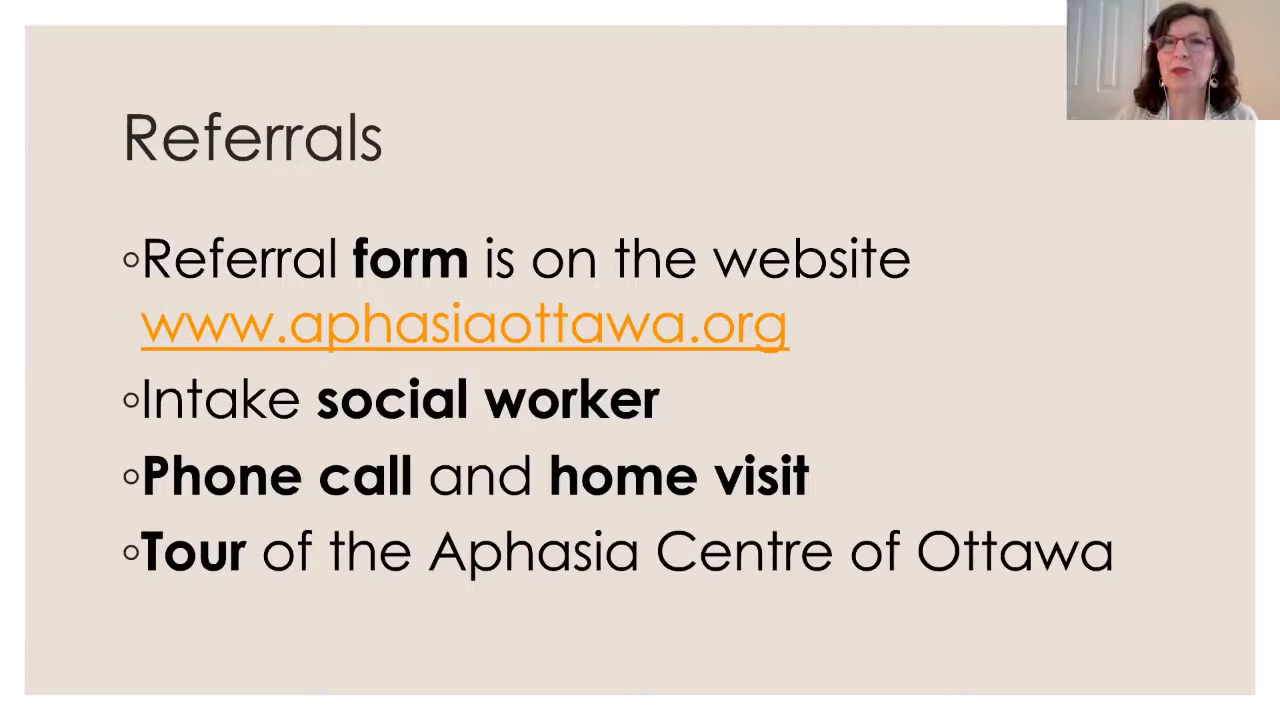 Referrals
◦Referral form is on the website
www.aphasiaottawa.org
◦Intake social worker
◦Phone call and home visit
◦Tour of the Aphasia Centre of Ottawa